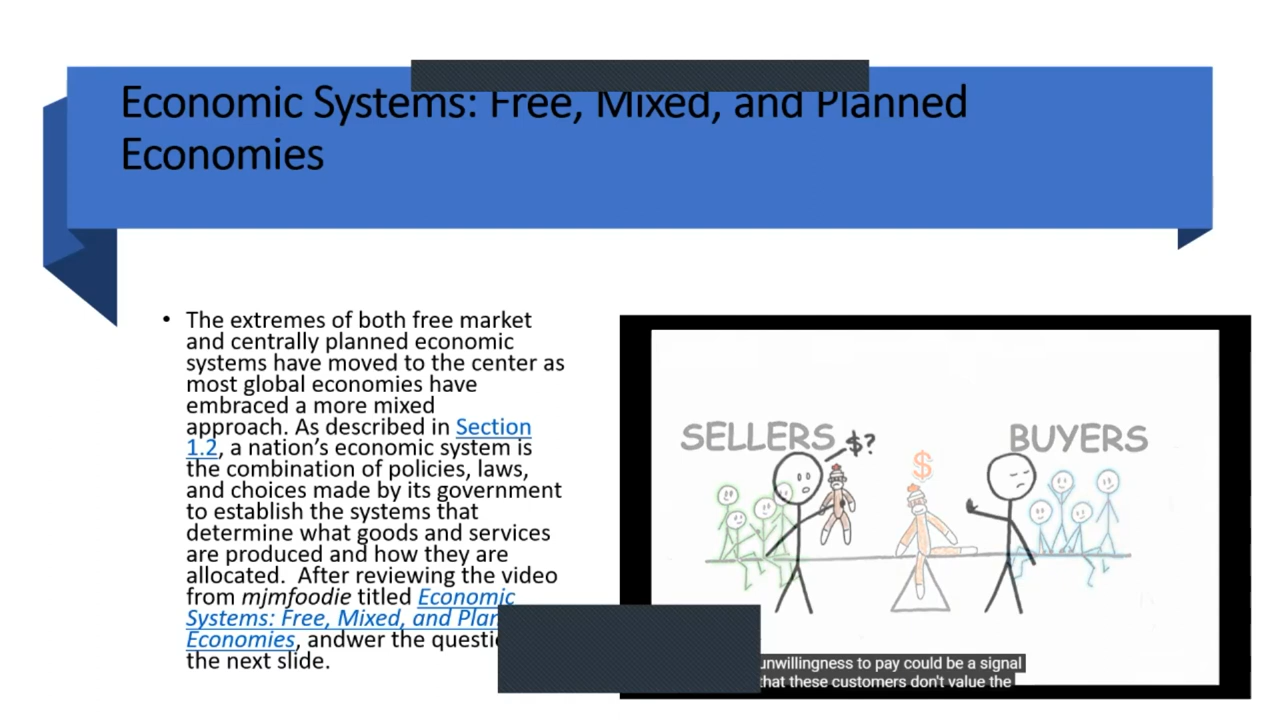 Economic Systems: Free, Mixed, and Planned
Economies
• The extremes of both free market
and centrally planned economic
systems have moved to the center as
most global economies have
embraced a more mixed
approach. As described in Section
1.2, a nation’s economic system is
the combination of policies, laws,
and choices made by its government
to establish the systems that
determine what goods and services
are produced and how they are
allocated. After reviewing the video
from mjmfoodie titled Economic
Systems: Free, Mixed, and
Economies, andwer the
the next slide.
SELLERS
$?
$
BUYERS
unwillingness to pay could be a signal
that these customers don't value the